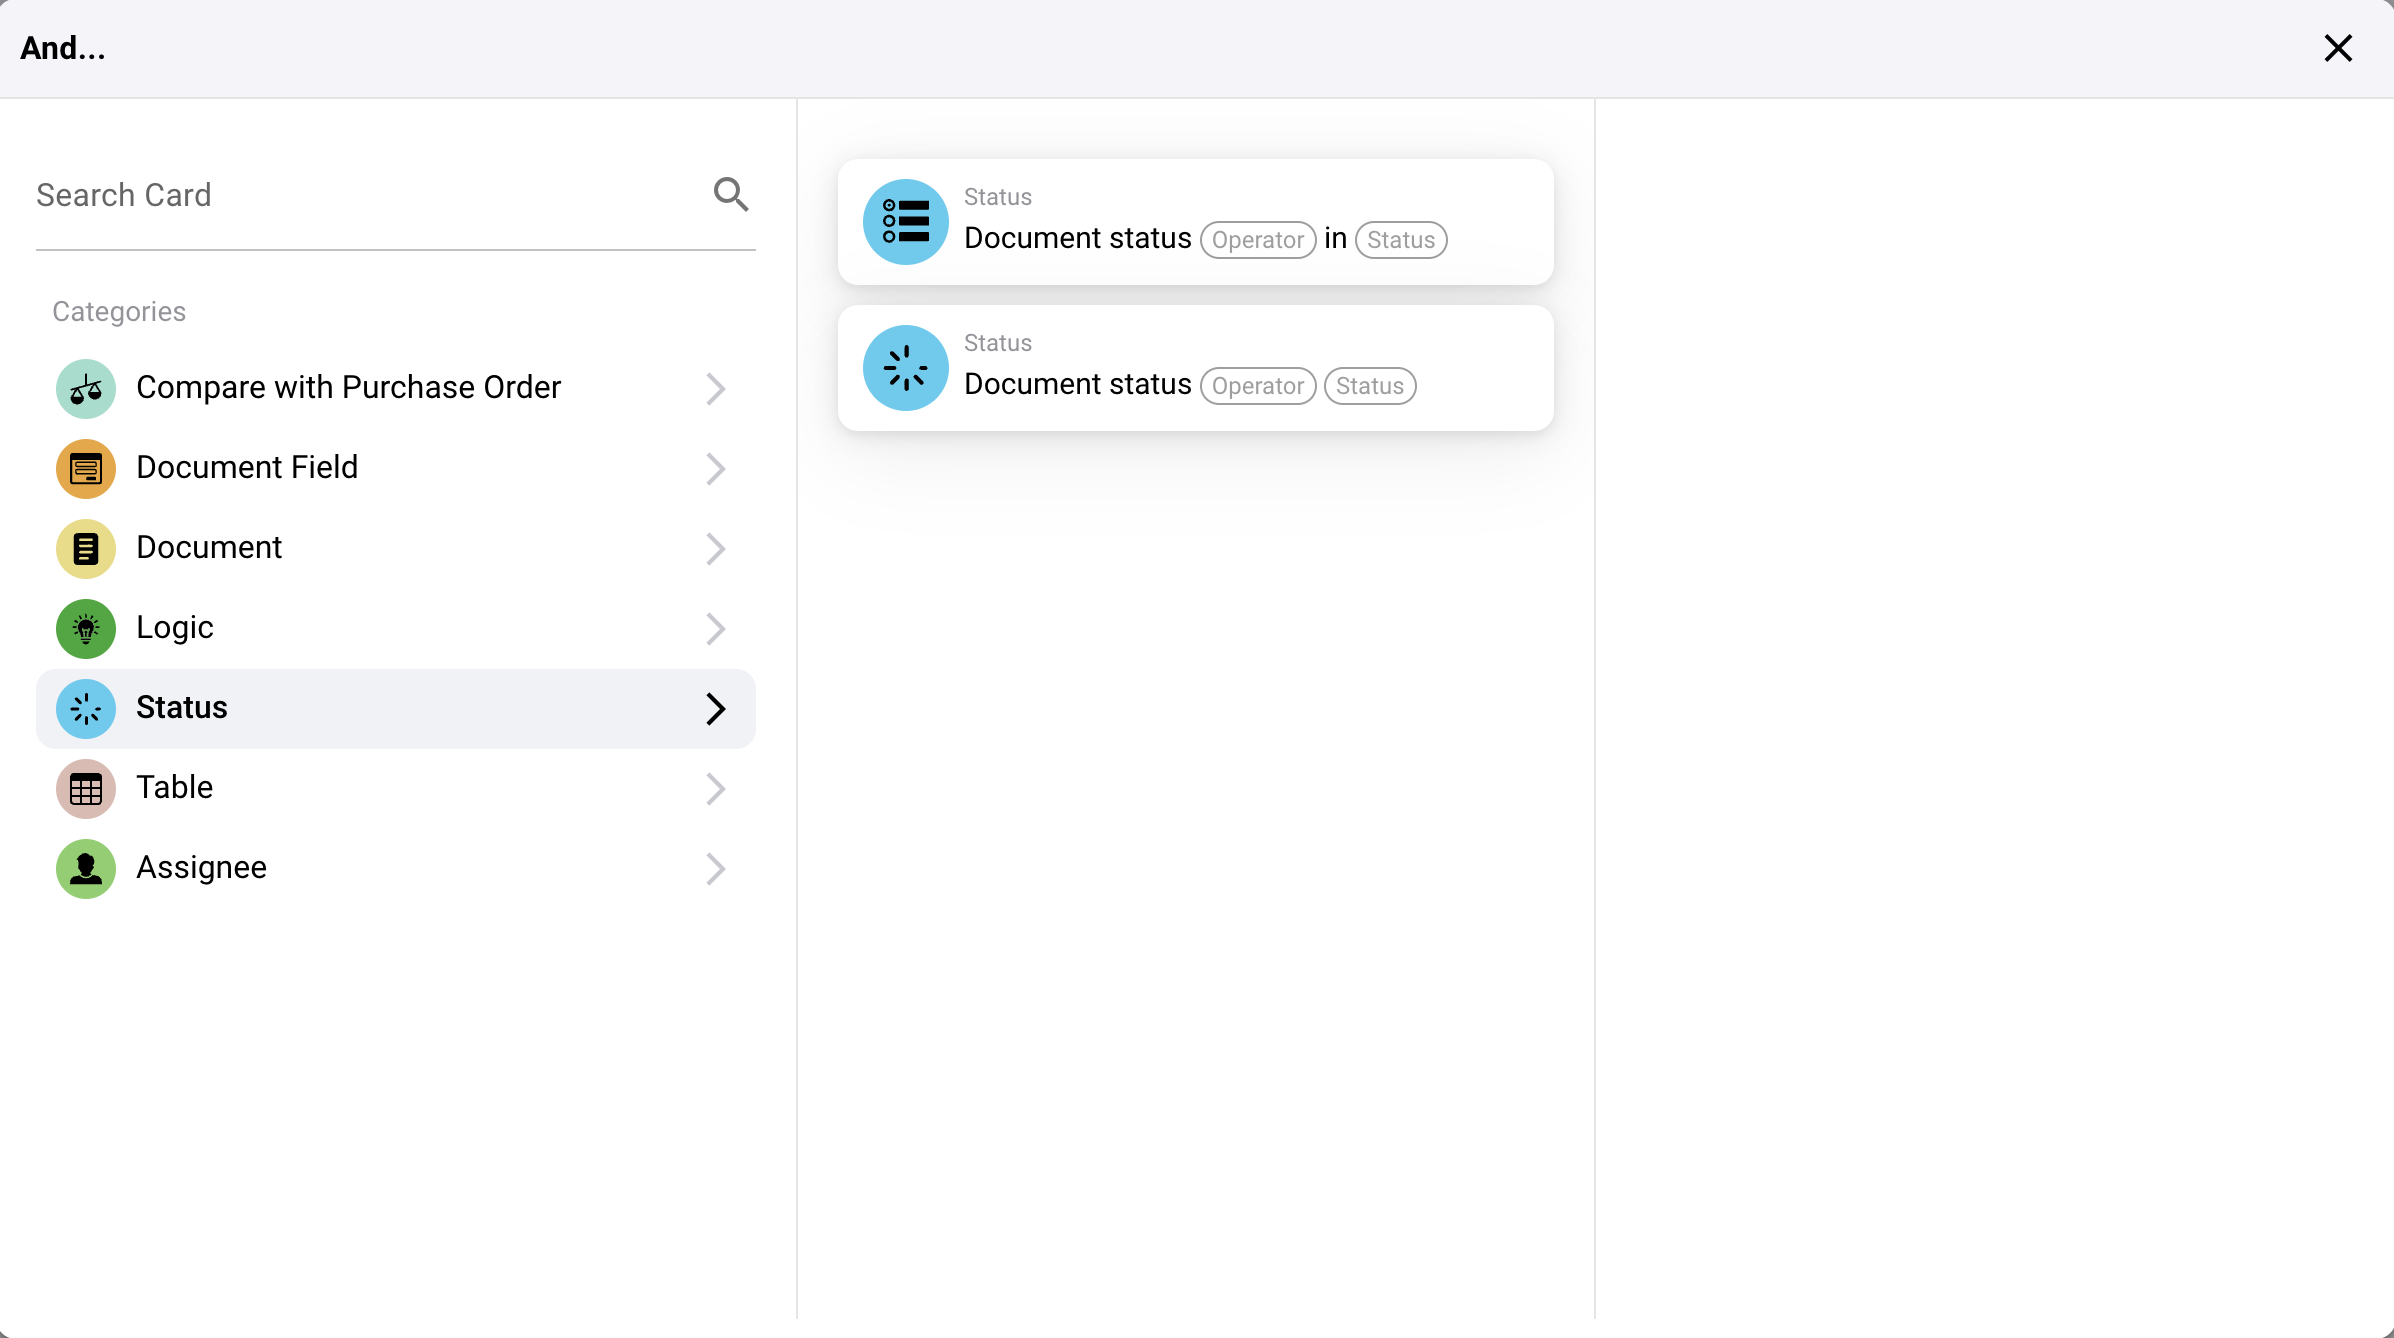 And...
Search Card
Categories
Compare with Purchase Order
Document Field
Document
Logic
Status
Table
Assignee
Status
Document status Operator in Status
Status
Document status Operator Status